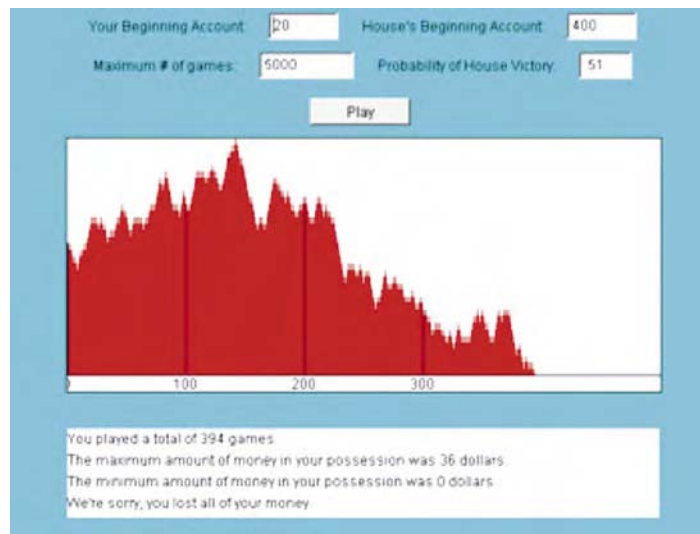 Your Beginning Account: 20 House's Beginning Account: 400
Maximum # of games: 5000 Probability of House Victory: 51
Play
0 100 200 300
You played a total of 394 games
The maximum amount of money in your possession was 36 dollars
The minimum amount of money in your possession was 0 dollars
We're sorry, you lost all of your money